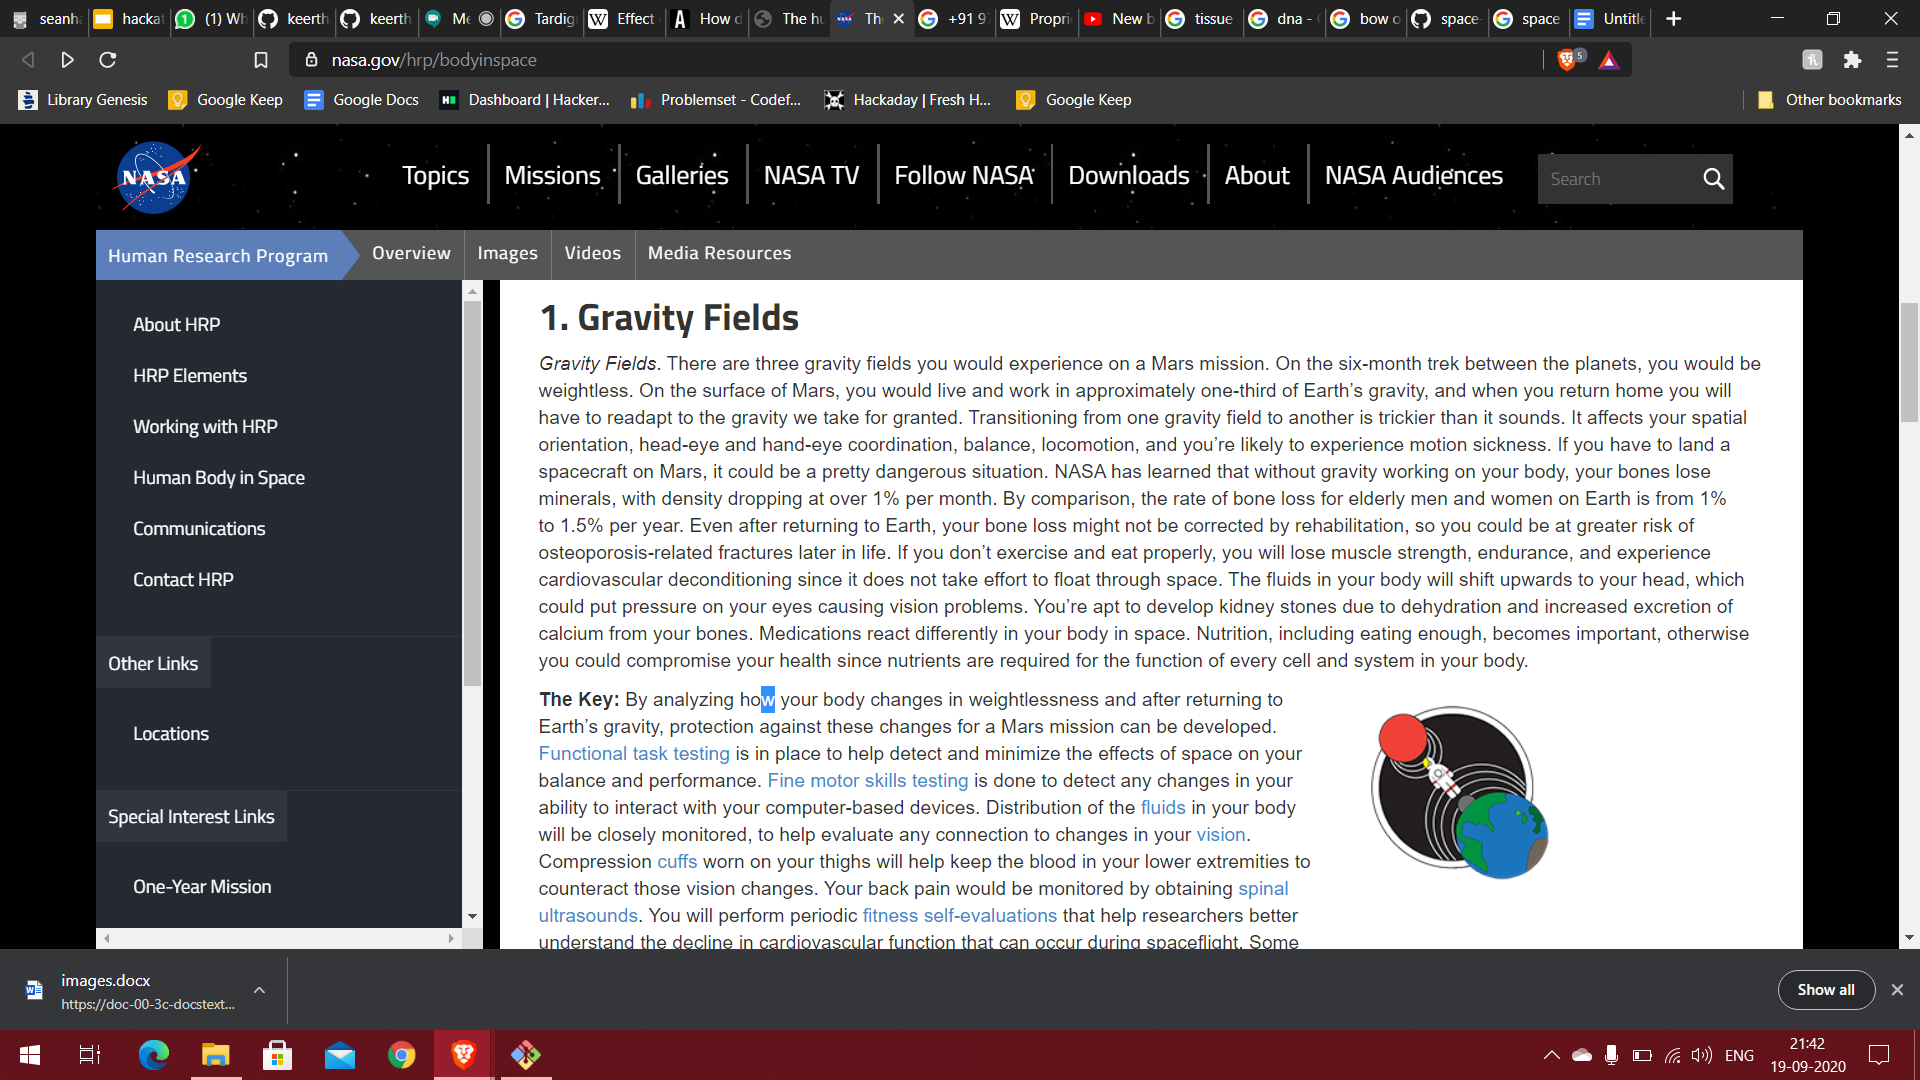 seanha
hackat
(1) Wh
keerth
keerth
Me
Tardig
Effect
How d
The hu
Th
+91 97
Propri
New b
tissue
dna -
bow o
space-
space
Untitle
nasa.gov/hrp/bodyinspace
5
Library Genesis
Google Keep
Google Docs
Dashboard | Hacker...
Problemset - Codef...
Hackaday | Fresh H...
Google Keep
Other bookmarks
NASA
Topics
Missions
Galleries
NASA TV
Follow NASA
Downloads
About
NASA Audiences
Search
Human Research Program
Overview
Images
Videos
Media Resources
About HRP
HRP Elements
Working with HRP
Human Body in Space
Communications
Contact HRP
Other Links
Locations
Special Interest Links
One-Year Mission
1. Gravity Fields
Gravity Fields. There are three gravity fields you would experience on a Mars mission. On the six-month trek between the planets, you would be
weightless. On the surface of Mars, you would live and work in approximately one-third of Earth’s gravity, and when you return home you will
have to readapt to the gravity we take for granted. Transitioning from one gravity field to another is trickier than it sounds. It affects your spatial
orientation, head-eye and hand-eye coordination, balance, locomotion, and you’re likely to experience motion sickness. If you have to land a
spacecraft on Mars, it could be a pretty dangerous situation. NASA has learned that without gravity working on your body, your bones lose
minerals, with density dropping at over 1% per month. By comparison, the rate of bone loss for elderly men and women on Earth is from 1%
to 1.5% per year. Even after returning to Earth, your bone loss might not be corrected by rehabilitation, so you could be at greater risk of
osteoporosis-related fractures later in life. If you don’t exercise and eat properly, you will lose muscle strength, endurance, and experience
cardiovascular deconditioning since it does not take effort to float through space. The fluids in your body will shift upwards to your head, which
could put pressure on your eyes causing vision problems. You’re apt to develop kidney stones due to dehydration and increased excretion of
calcium from your bones. Medications react differently in your body in space. Nutrition, including eating enough, becomes important, otherwise
you could compromise your health since nutrients are required for the function of every cell and system in your body.
The Key: By analyzing how your body changes in weightlessness and after returning to
Earth’s gravity, protection against these changes for a Mars mission can be developed.
Functional task testing is in place to help detect and minimize the effects of space on your
balance and performance. Fine motor skills testing is done to detect any changes in your
ability to interact with your computer-based devices. Distribution of the fluids in your body
will be closely monitored, to help evaluate any connection to changes in your vision.
Compression cuffs worn on your thighs will help keep the blood in your lower extremities to
counteract those vision changes. Your back pain would be monitored by obtaining spinal
ultrasounds. You will perform periodic fitness self-evaluations that help researchers better
understand the decline in cardiovascular function that can occur during spaceflight. Some
images.docx
https://doc-00-3c-docstext...
Show all
ENG
21:42
19-09-2020